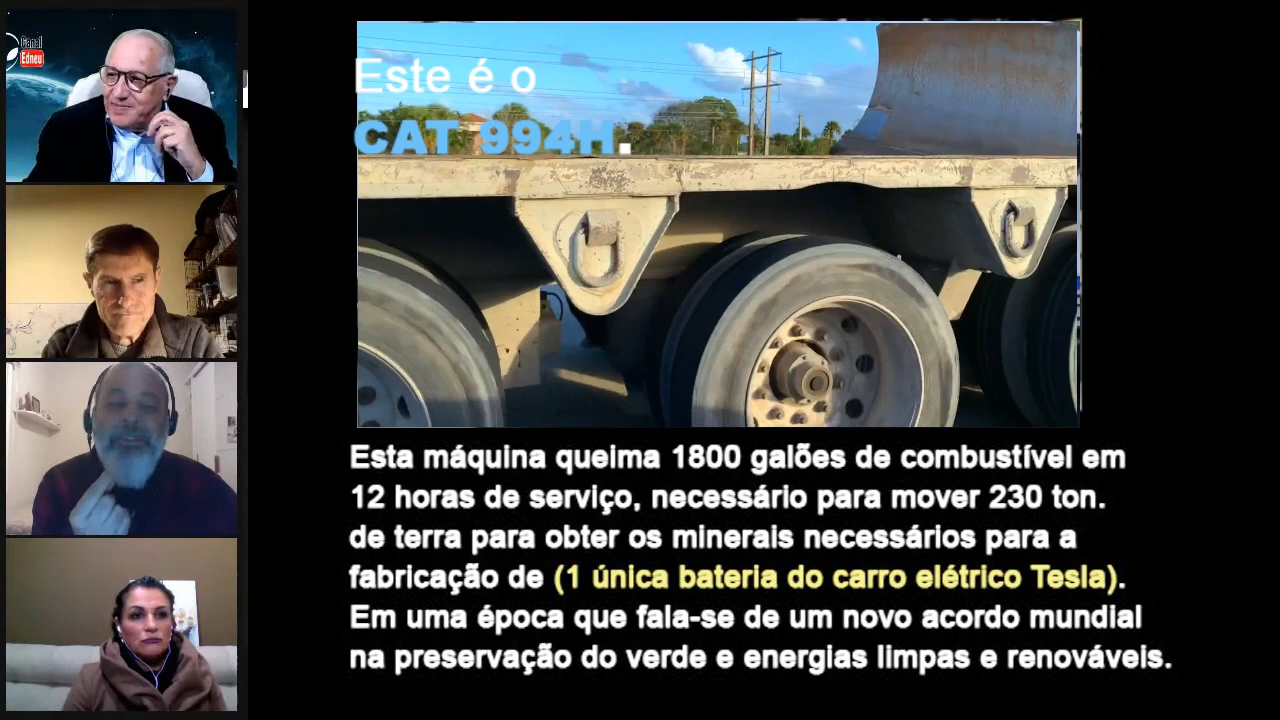 Canal
Edneu
Este é o
CAT 994H.
Esta máquina queima 1800 galões de combustível em
12 horas de serviço, necessário para mover 230 ton.
de terra para obter os minerais necessários para a
fabricação de (1 única bateria do carro elétrico Tesla).
Em uma época que fala-se de um novo acordo mundial
na preservação do verde e energias limpas e renováveis.